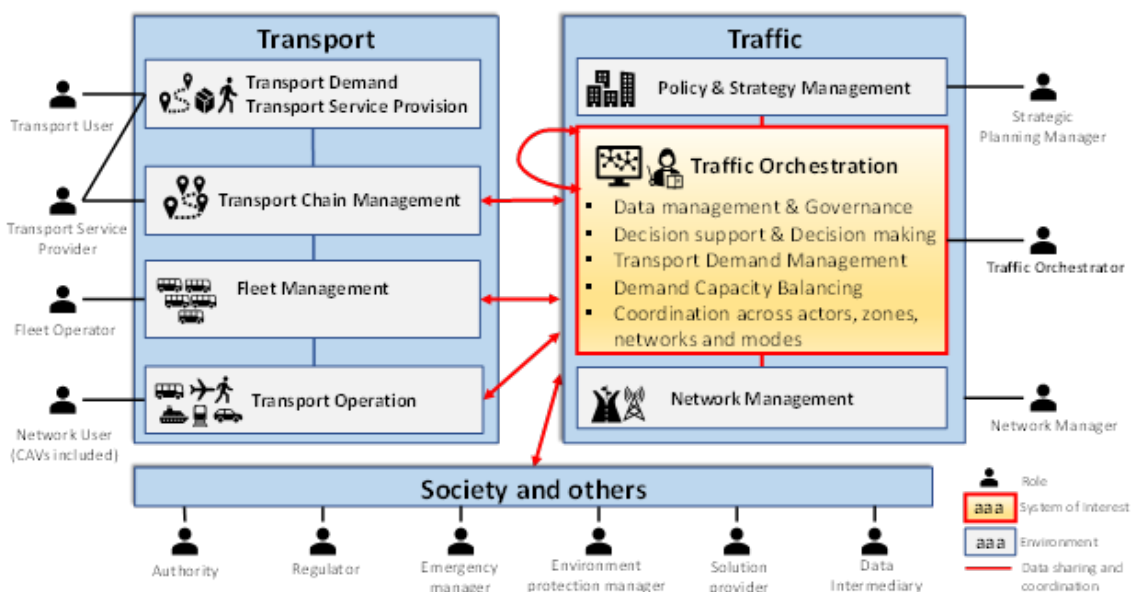 Transport
Transport Demand
Transport Service Provision
Transport Chain Management
Fleet Management
Transport Operation
Transport User
Transport Service
Provider
Fleet Operator
Network User
(CAVs included)
Traffic
Policy & Strategy Management
Traffic Orchestration
▪ Data management & Governance
▪ Decision support & Decision making
▪ Transport Demand Management
▪ Demand Capacity Balancing
▪ Coordination across actors, zones,
networks and modes
Network Management
Strategic
Planning Manager
Traffic Orchestrator
Network Manager
Society and others
Authority
Regulator
Emergency
manager
Environment
protection manager
Solution
provider
Data
Intermediary
Role
aaa System of Interest
aaa Environment
Data sharing and
coordination